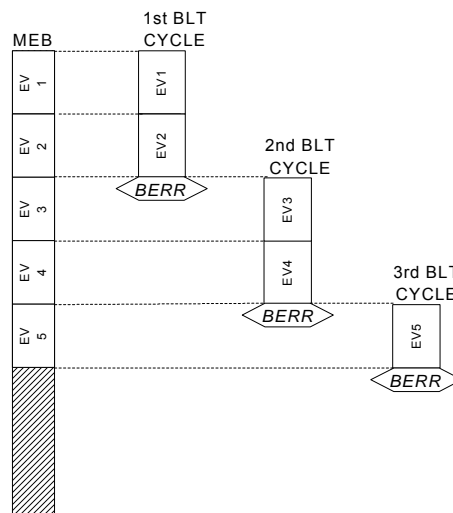 1st BLT
CYCLE
MEB
EV 1
EV1
EV 2
EV2
BERR
2nd BLT
CYCLE
EV 3
EV3
EV 4
EV4
BERR
3rd BLT
CYCLE
EV 5
EV5
BERR